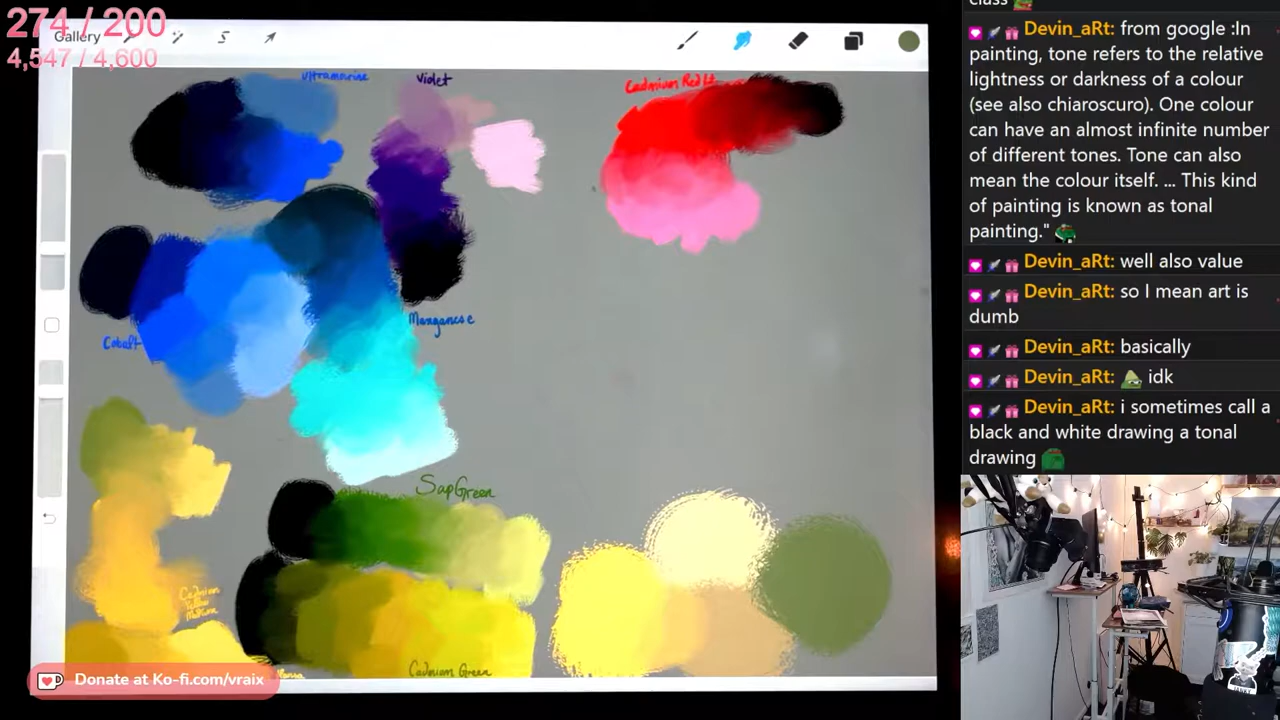 274 / 200
4,547 / 4,600
Gallery
Ultramarine
Violet
Cadmium Red Lt
Cobalt
Manganese
Sap Green
Cadmium
Yellow
Cadmium Green
Donate at Ko-fi.com/vraix
class
Devin_aRt: from google :In
painting, tone refers to the relative
lightness or darkness of a colour
(see also chiaroscuro). One colour
can have an almost infinite number
of different tones. Tone can also
mean the colour itself. ... This kind
of painting is known as tonal
painting."
Devin_aRt: well also value
Devin_aRt: so I mean art is
dumb
Devin_aRt: basically
Devin_aRt: idk
Devin_aRt: i sometimes call a
black and white drawing a tonal
drawing